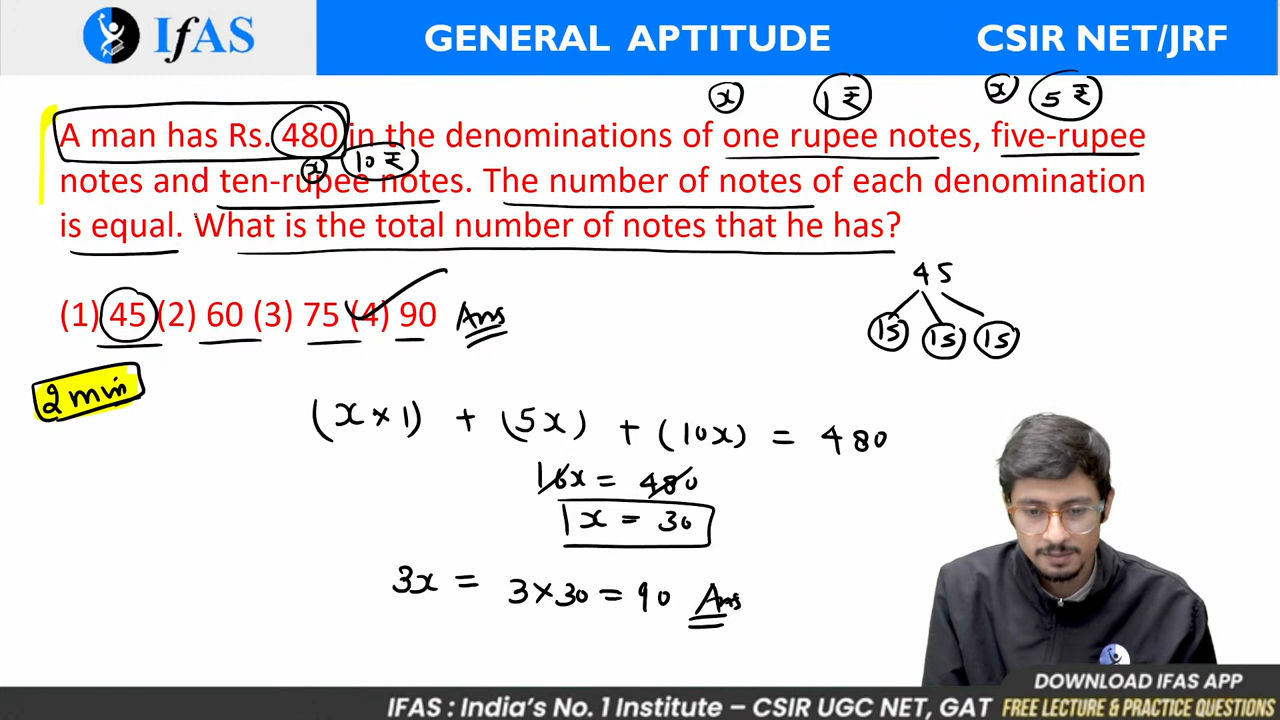 IfAS
GENERAL APTITUDE
CSIR NET/JRF
x 1 ₹ x 5 ₹
A man has Rs. 480 in the denominations of one rupee notes, five-rupee
x 10 ₹
notes and ten-rupee notes. The number of notes of each denomination
is equal. What is the total number of notes that he has?
45
15 15 15
(1) 45 (2) 60 (3) 75 (4) 90 Ans
2 min
(x × 1) + (5x) + (10x) = 480
16x = 480
1x = 30
3x = 3×30 = 90 Ans
DOWNLOAD IFAS APP
IFAS : India's No. 1 Institute – CSIR UGC NET, GAT FREE LECTURE & PRACTICE QUESTIONS